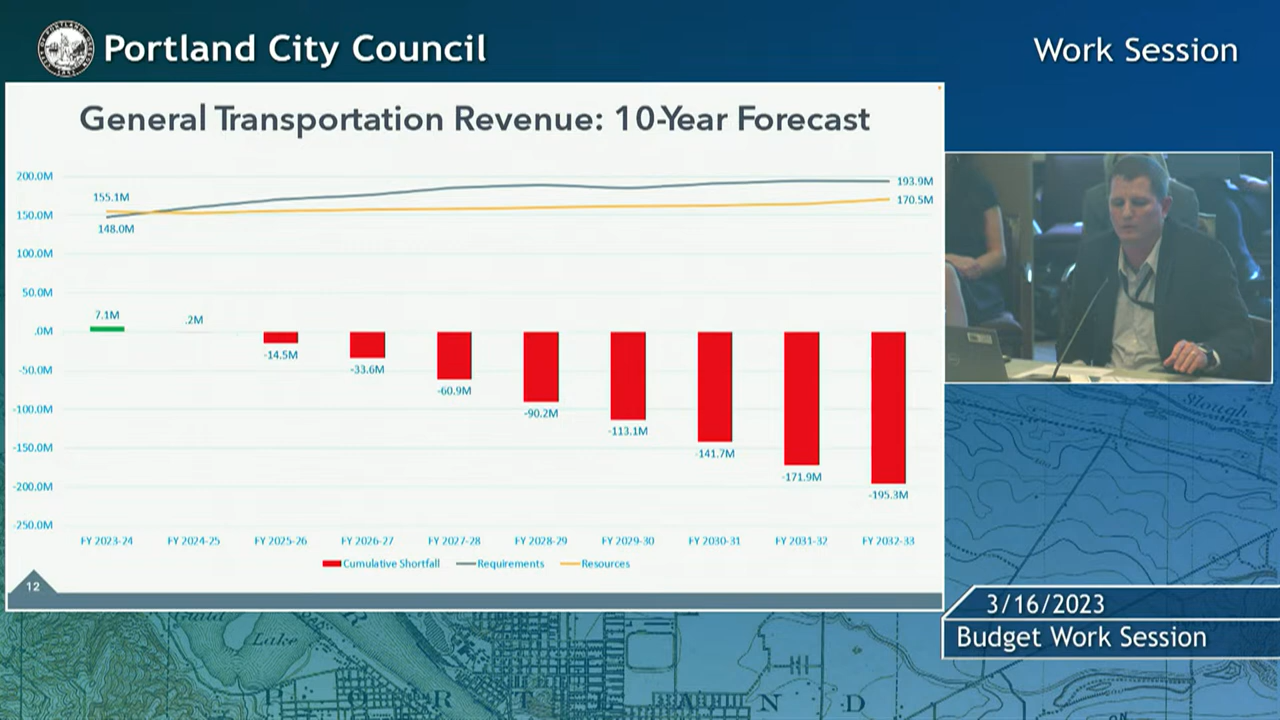 Portland City Council
Work Session
General Transportation Revenue: 10-Year Forecast
200.0M
150.0M
100.0M
50.0M
.0M
-50.0M
-100.0M
-150.0M
-200.0M
-250.0M
155.1M
148.0M
193.9M
170.5M
7.1M
.2M
-14.5M
-33.6M
-60.9M
-90.2M
-113.1M
-141.7M
-171.9M
-195.3M
FY 2023-24 FY 2024-25 FY 2025-26 FY 2026-27 FY 2027-28 FY 2028-29 FY 2029-30 FY 2030-31 FY 2031-32 FY 2032-33
Cumulative Shortfall Requirements Resources
12
Slough
3/16/2023
Budget Work Session
Guild
Lake
R T L A N D